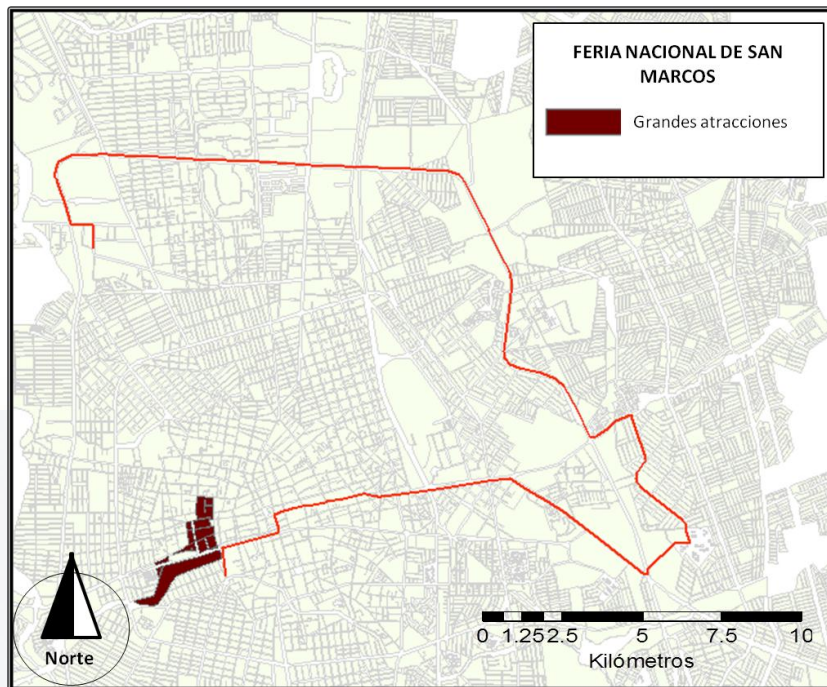 FERIA NACIONAL DE SAN
MARCOS
Grandes atracciones
Norte
0 1.25 2.5 5 7.5 10
Kilómetros